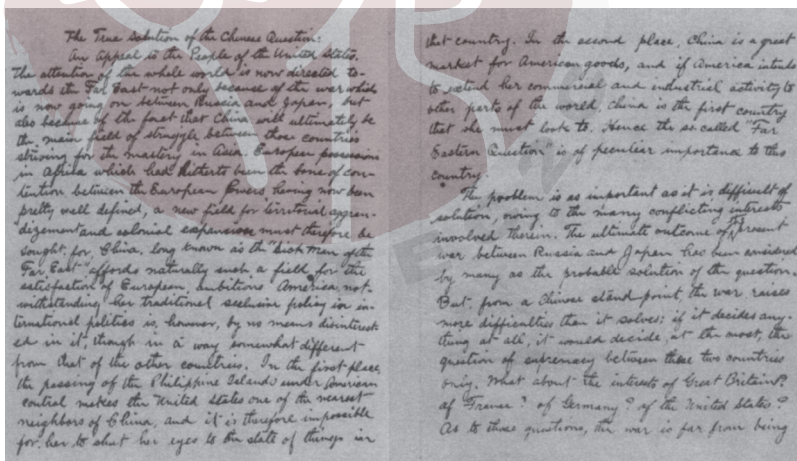 The True Solution of the Chinese Question:
An Appeal to the People of the United States.
The attention of the whole world is now directed to-
wards the Far East not only because of the war which
is now going on between Russia and Japan, but
also because of the fact that China will ultimately be
the main field of struggle between those countries
striving for the mastery in Asia. European possessions
in Africa which had hitherto been the bone of con-
tention between the European Powers having now been
pretty well defined, a new field for territorial aggran-
dizement and colonial expansion must therefore be
sought for; China, long known as the "Sick Man of the
Far East" affords naturally such a field for the
satisfaction of European ambitions. America not-
withstanding her traditional seclusive policy in in-
ternational politics is, however, by no means disinterest-
ed in it, though in a way somewhat different
from that of the other countries. In the first place,
the passing of the Philippine Islands under American
control makes the United States one of the nearest
neighbors of China, and it is therefore impossible
for her to shut her eyes to the state of things in
that country. In the second place, China is a great
market for American goods, and if America intends
to extend her commercial and industrial activity to
other parts of the world, China is the first country
that she must look to. Hence the so-called "Far
Eastern Question" is of peculiar importance to this
country.
The problem is as important as it is difficult of
solution, owing to the many conflicting interests
involved therein. The ultimate outcome of present
war between Russia and Japan has been considered
by many as the probable solution of the question.
But, from a Chinese stand-point, the war raises
more difficulties than it solves; if it decides any-
thing at all, it would decide, at the most, the
question of supremacy between these two countries
only. What about the interests of Great Britain?
of France? of Germany? of the United States?
As to those questions, the war is far from being